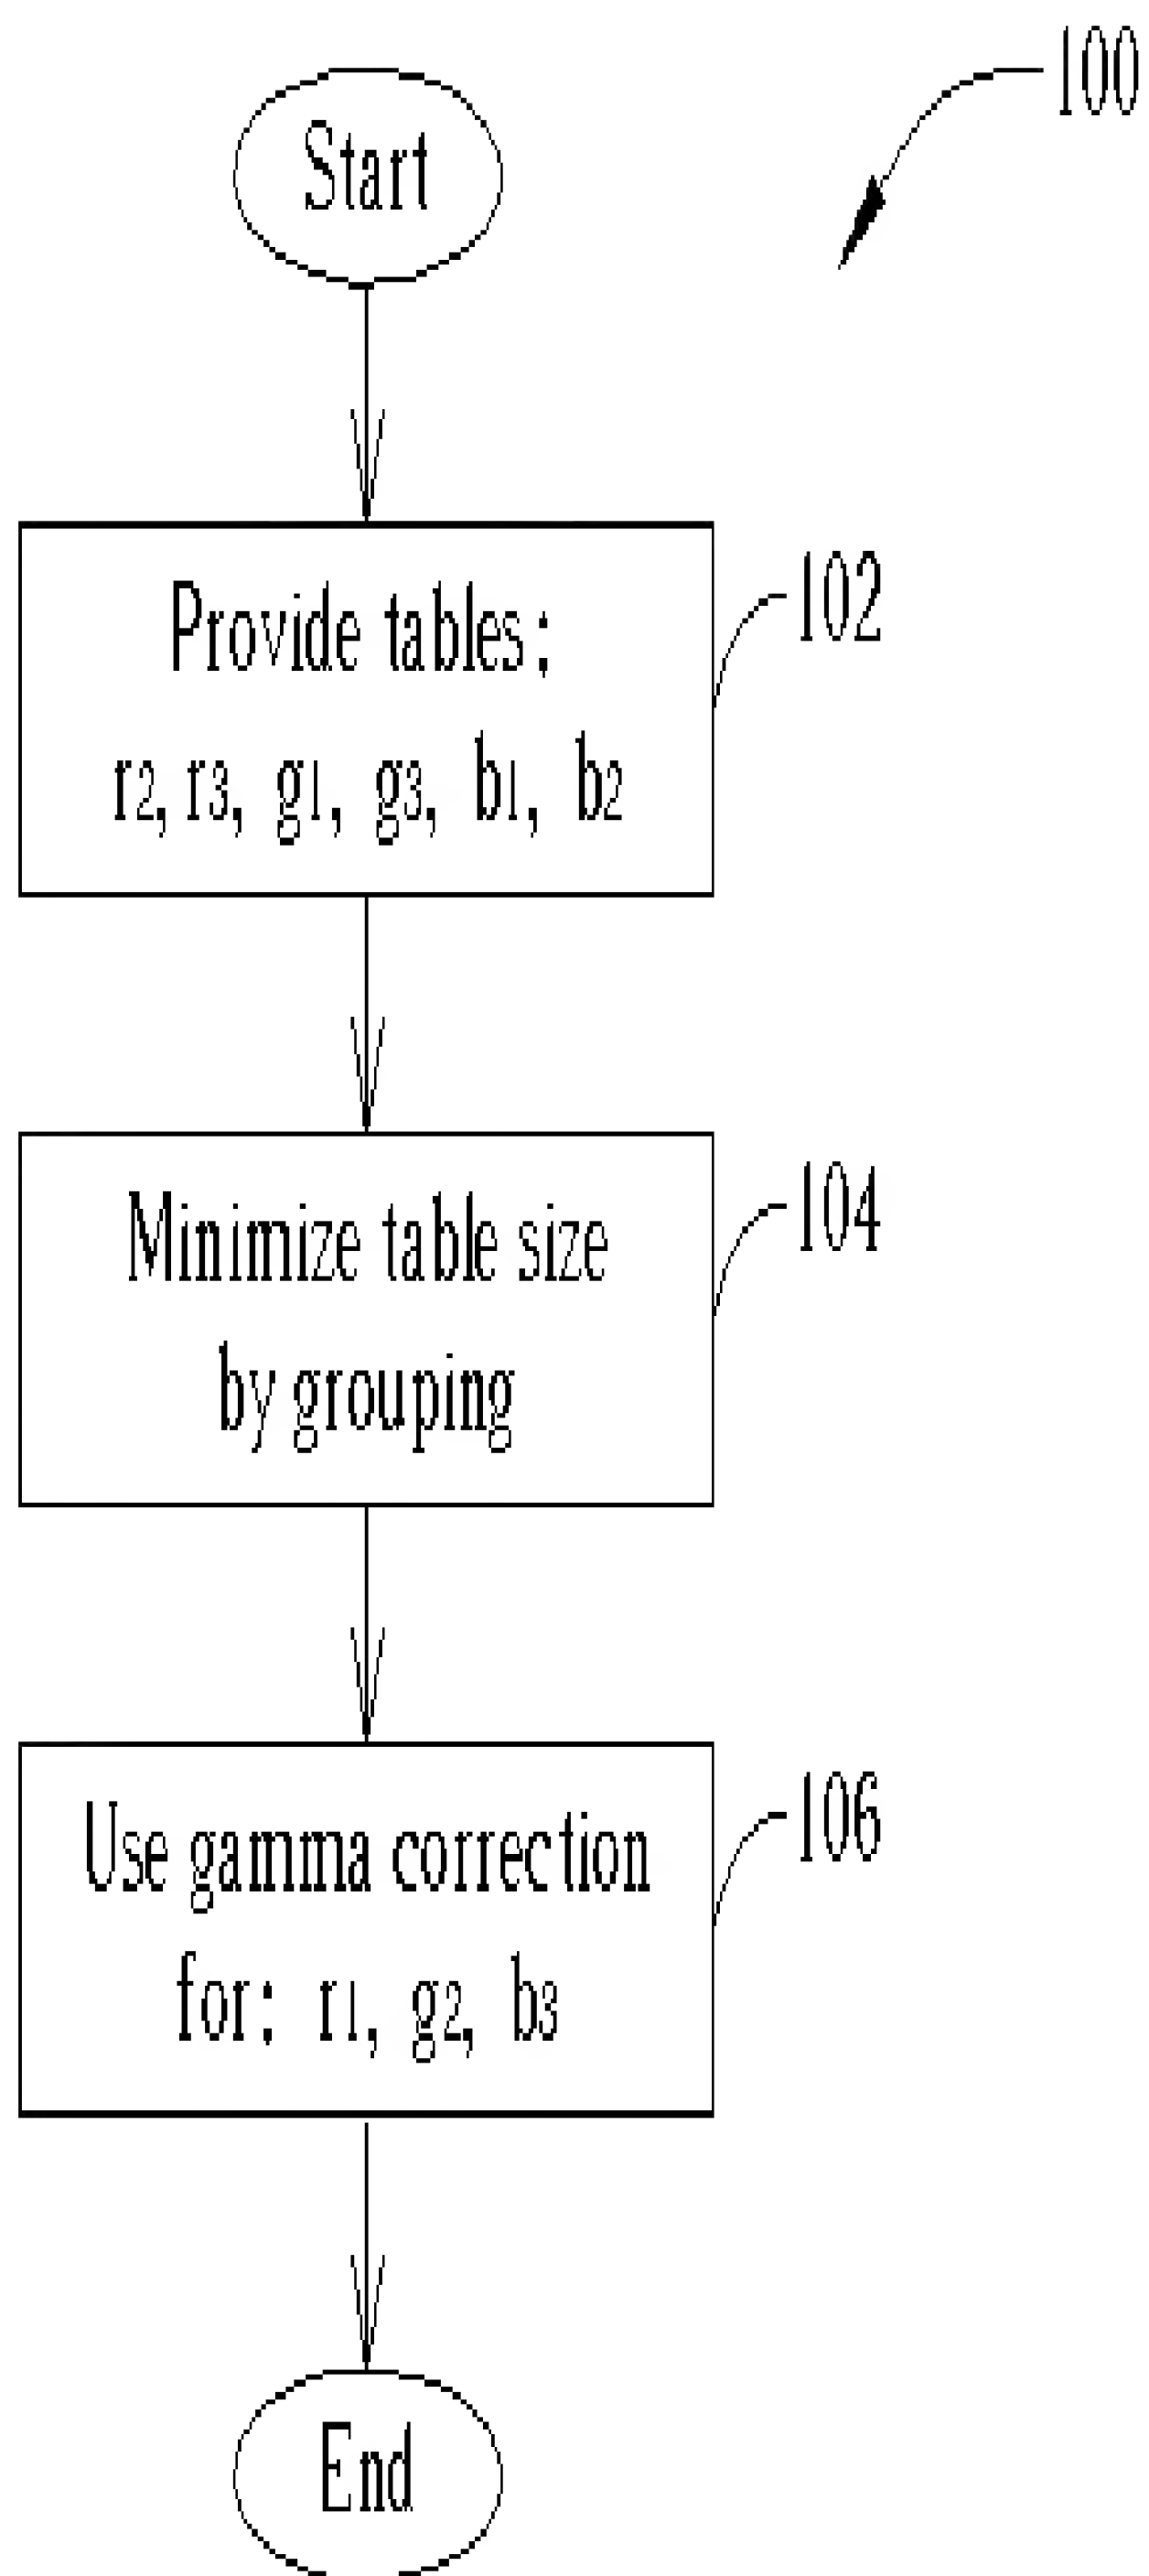 100
Start
Provide tables:
102
r2, r3, g1, g3, b1, b2
Minimize table size
104
by grouping
Use gamma correction
106
for: r1, g2, b3
End